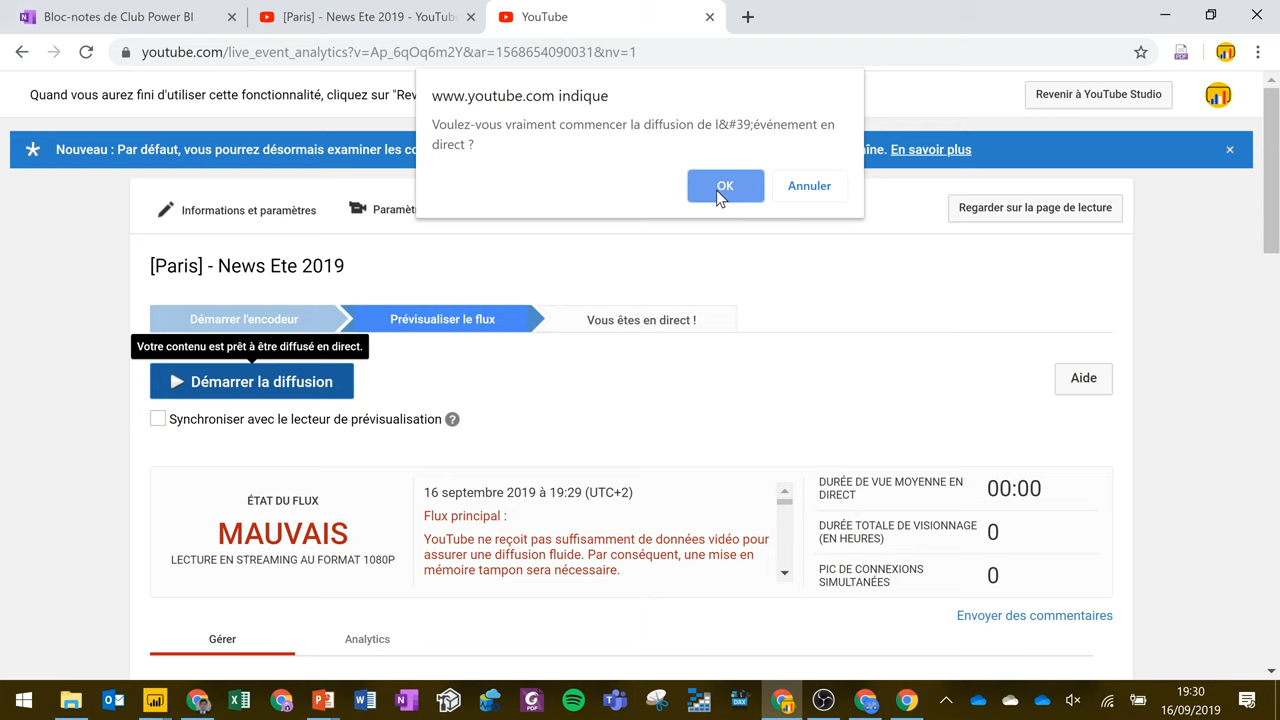 Bloc-notes de Club Power BI
[Paris] - News Ete 2019 - YouTube
YouTube
youtube.com/live_event_analytics?v=Ap_6qOq6m2Y&ar=1568654090031&nv=1
Quand vous aurez fini d'utiliser cette fonctionnalité, cliquez sur "Rev
Revenir à YouTube Studio
www.youtube.com indique
Voulez-vous vraiment commencer la diffusion de l&#39;événement en
direct ?
OK
Annuler
Nouveau : Par défaut, vous pourrez désormais examiner les co
aîne. En savoir plus
Informations et paramètres
Paramèt
Regarder sur la page de lecture
[Paris] - News Ete 2019
Démarrer l'encodeur
Prévisualiser le flux
Vous êtes en direct !
Votre contenu est prêt à être diffusé en direct.
Démarrer la diffusion
Aide
Synchroniser avec le lecteur de prévisualisation ?
ÉTAT DU FLUX
MAUVAIS
LECTURE EN STREAMING AU FORMAT 1080P
16 septembre 2019 à 19:29 (UTC+2)
Flux principal :
YouTube ne reçoit pas suffisamment de données vidéo pour
assurer une diffusion fluide. Par conséquent, une mise en
mémoire tampon sera nécessaire.
DURÉE DE VUE MOYENNE EN
DIRECT
00:00
DURÉE TOTALE DE VISIONNAGE
(EN HEURES)
0
PIC DE CONNEXIONS
SIMULTANÉES
0
Envoyer des commentaires
Gérer
Analytics
19:30
16/09/2019